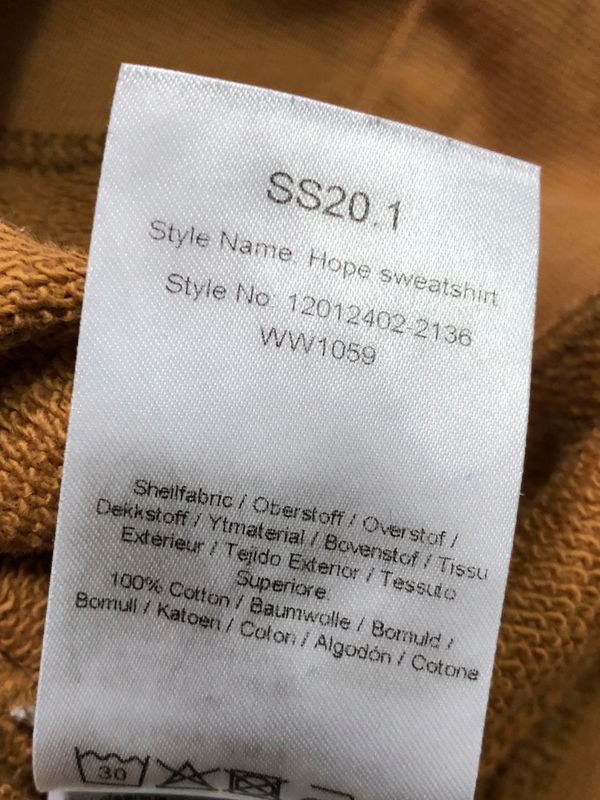 SS20.1
Style Name: Hope sweatshirt
Style No. 12012402-2136
WW1059
Shellfabric / Oberstoff / Overstof /
Dekkstoff / Ytmaterial / Bovenstof / Tissu
Exterieur / Tejido Exterior / Tessuto
Superiore
100% Cotton / Baumwolle / Bomuld /
Bomull / Katoen / Coton / Algodón / Cotone
30